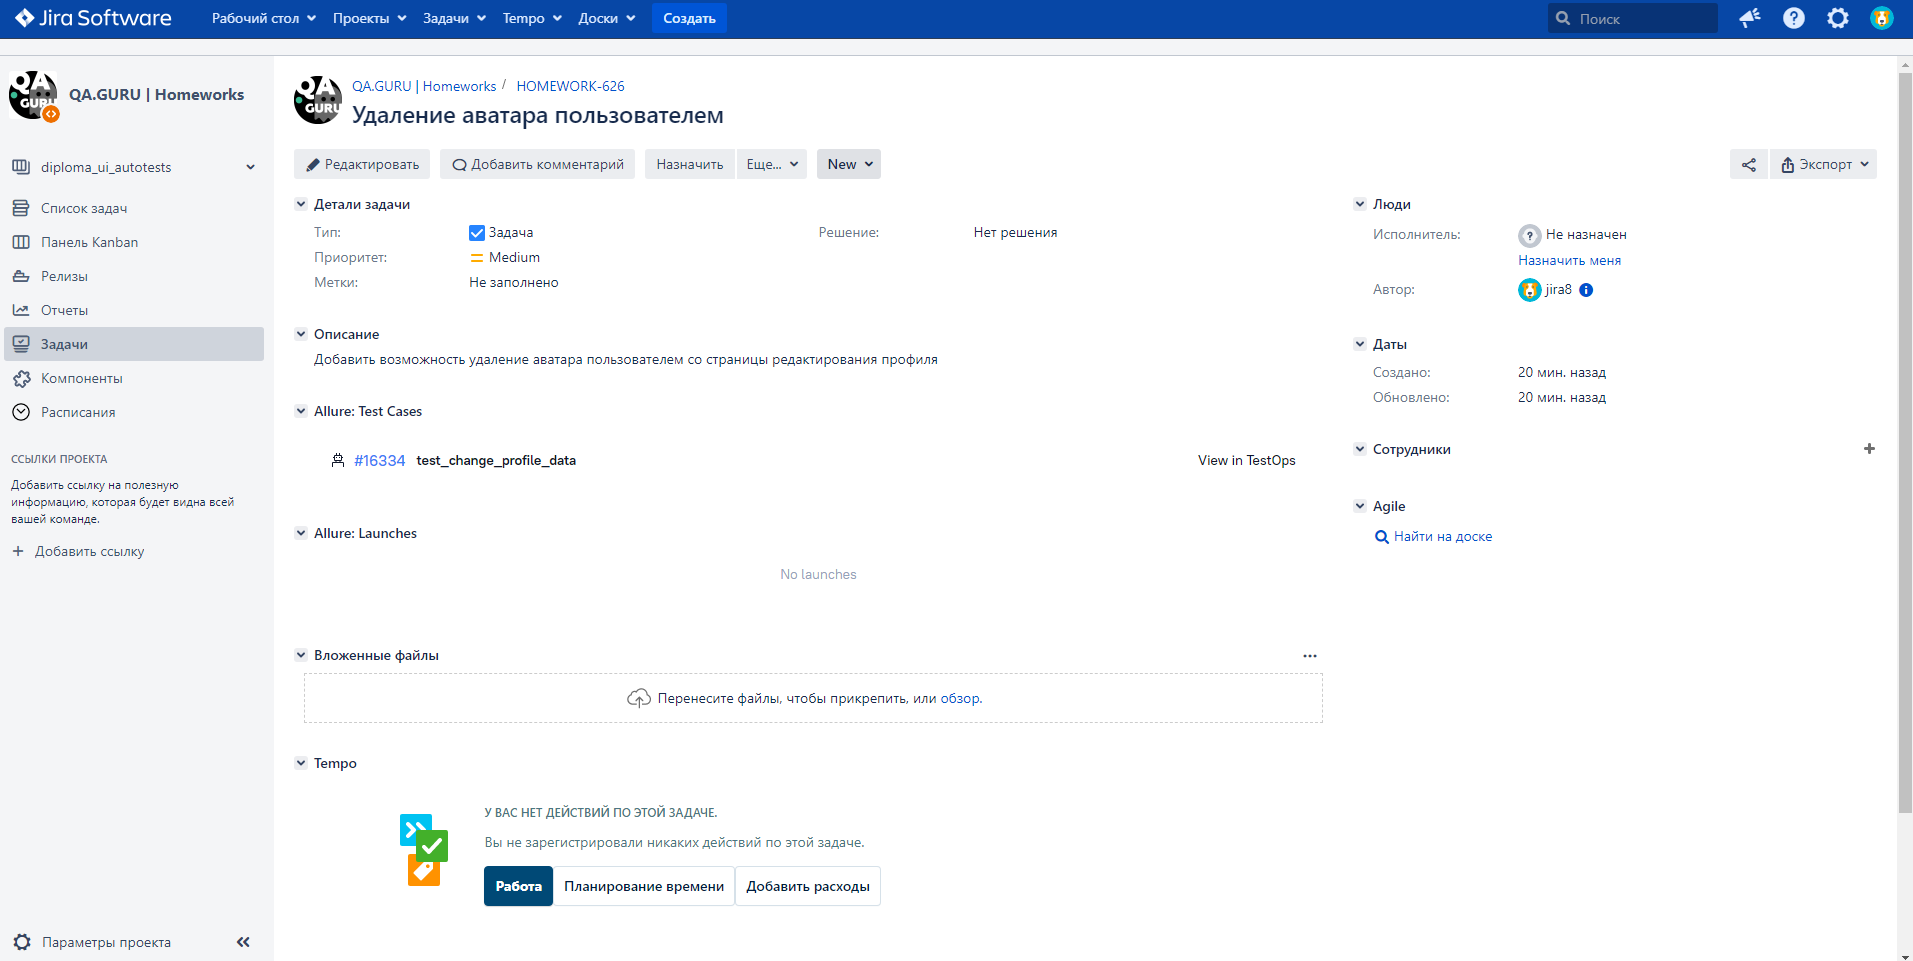 Jira Software
Рабочий стол
Проекты
Задачи
Tempo
Доски
Создать
Поиск
QA GURU
QA.GURU | Homeworks
diploma_ui_autotests
Список задач
Панель Kanban
Релизы
Отчеты
Задачи
Компоненты
Расписания
ССЫЛКИ ПРОЕКТА
Добавить ссылку на полезную
информацию, которая будет видна всей
вашей команде.
+ Добавить ссылку
Параметры проекта
QA GURU
QA.GURU | Homeworks / HOMEWORK-626
Удаление аватара пользователем
Редактировать
Добавить комментарий
Назначить
Еще...
New
Экспорт
Детали задачи
Тип: Задача
Решение: Нет решения
Приоритет: Medium
Метки: Не заполнено
Описание
Добавить возможность удаление аватара пользователем со страницы редактирования профиля
Allure: Test Cases
#16334 test_change_profile_data View in TestOps
Allure: Launches
No launches
Вложенные файлы
Перенесите файлы, чтобы прикрепить, или обзор.
Tempo
У ВАС НЕТ ДЕЙСТВИЙ ПО ЭТОЙ ЗАДАЧЕ.
Вы не зарегистрировали никаких действий по этой задаче.
Работа
Планирование времени
Добавить расходы
Люди
Исполнитель: Не назначен
Назначить меня
Автор: jira8
Даты
Создано: 20 мин. назад
Обновлено: 20 мин. назад
Сотрудники
Agile
Найти на доске